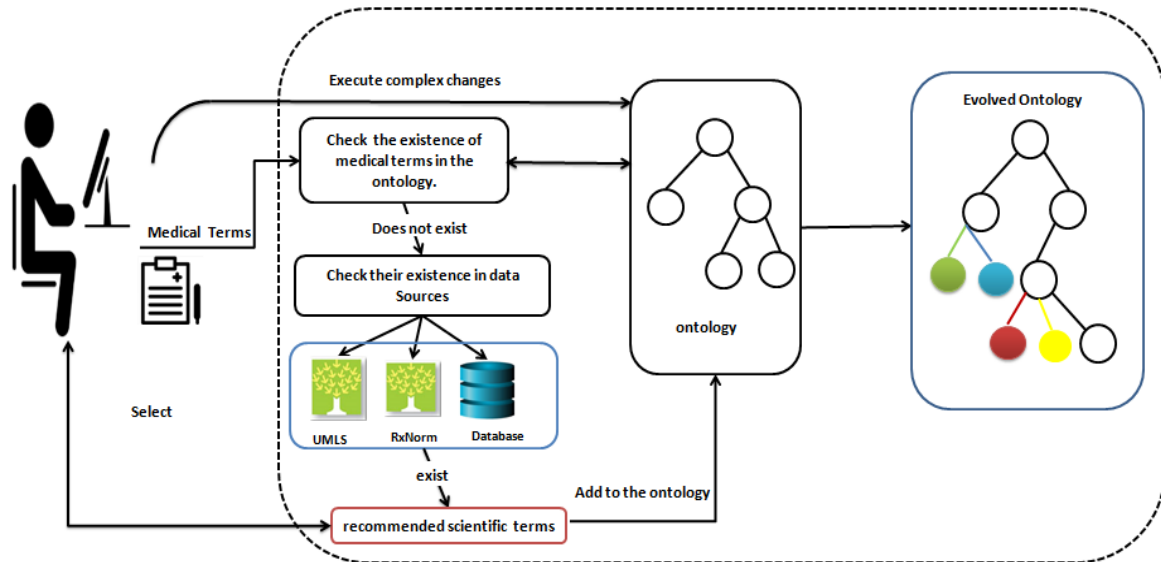 Execute complex changes
Evolved Ontology
Check the existence of
medical terms in the
ontology.
Medical Terms
Does not exist
Check their existence in data
Sources
ontology
Select
UMLS
RxNorm
Database
exist
Add to the ontology
recommended scientific terms